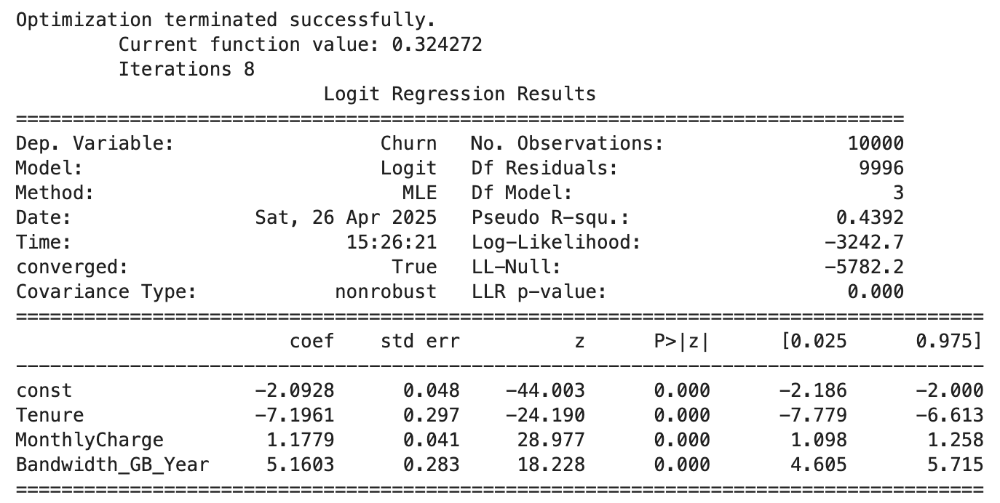 Optimization terminated successfully.
         Current function value: 0.324272
         Iterations 8
                           Logit Regression Results
==============================================================================
Dep. Variable:                  Churn   No. Observations:                10000
Model:                          Logit   Df Residuals:                     9996
Method:                           MLE   Df Model:                            3
Date:                Sat, 26 Apr 2025   Pseudo R-squ.:                  0.4392
Time:                        15:26:21   Log-Likelihood:                -3242.7
converged:                       True   LL-Null:                       -5782.2
Covariance Type:            nonrobust   LLR p-value:                     0.000
=====================================================================================
                        coef    std err          z      P>|z|      [0.025      0.975]
-------------------------------------------------------------------------------------
const                -2.0928      0.048    -44.003      0.000      -2.186      -2.000
Tenure               -7.1961      0.297    -24.190      0.000      -7.779      -6.613
MonthlyCharge         1.1779      0.041     28.977      0.000       1.098       1.258
Bandwidth_GB_Year     5.1603      0.283     18.228      0.000       4.605       5.715
=====================================================================================